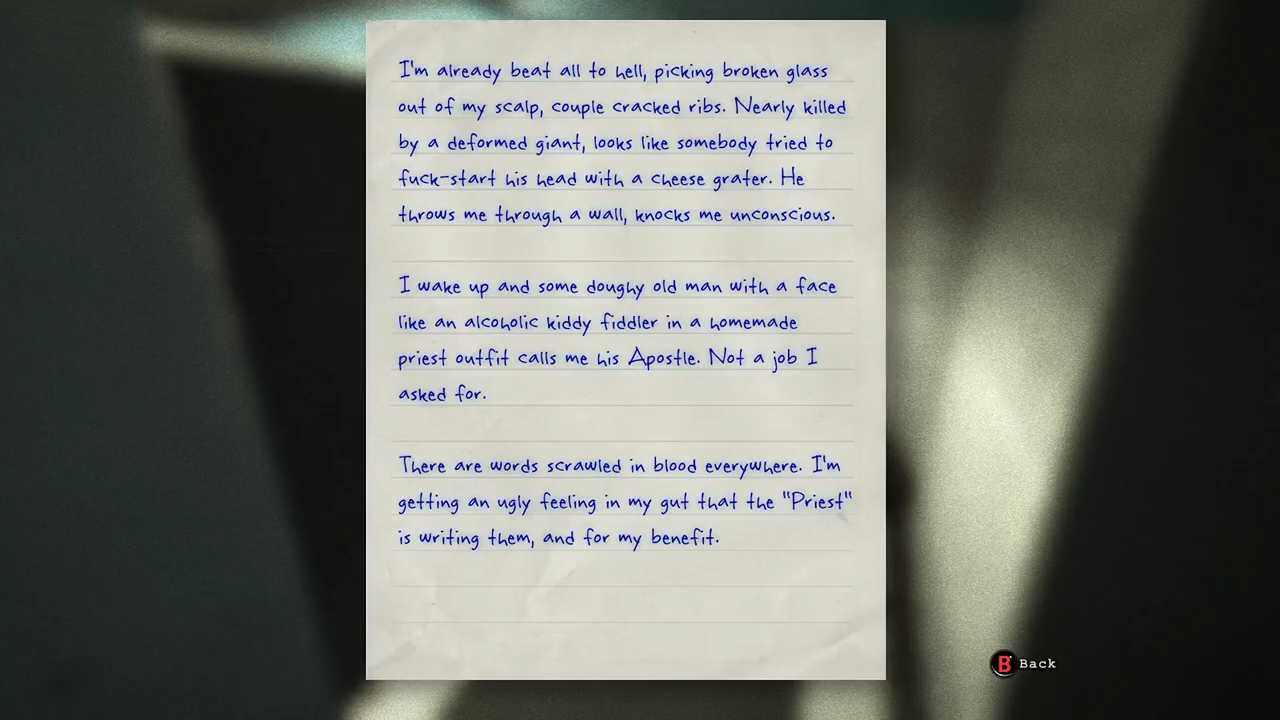 I'm already beat all to hell, picking broken glass
out of my scalp, couple cracked ribs. Nearly killed
by a deformed giant, looks like somebody tried to
fuck-start his head with a cheese grater. He
throws me through a wall, knocks me unconscious.
I wake up and some doughy old man with a face
like an alcoholic kiddy fiddler in a homemade
priest outfit calls me his Apostle. Not a job I
asked for.
There are words scrawled in blood everywhere. I'm
getting an ugly feeling in my gut that the "Priest"
is writing them, and for my benefit.
B Back